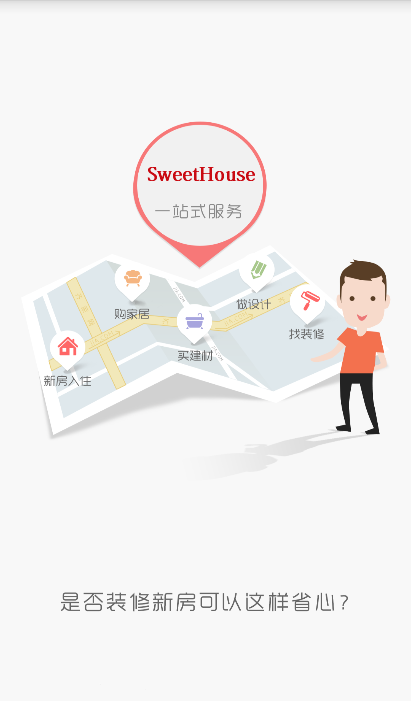 SweetHouse
一站式服务
购家居
做设计
找装修
买建材
新房入住
是否装修新房可以这样省心？